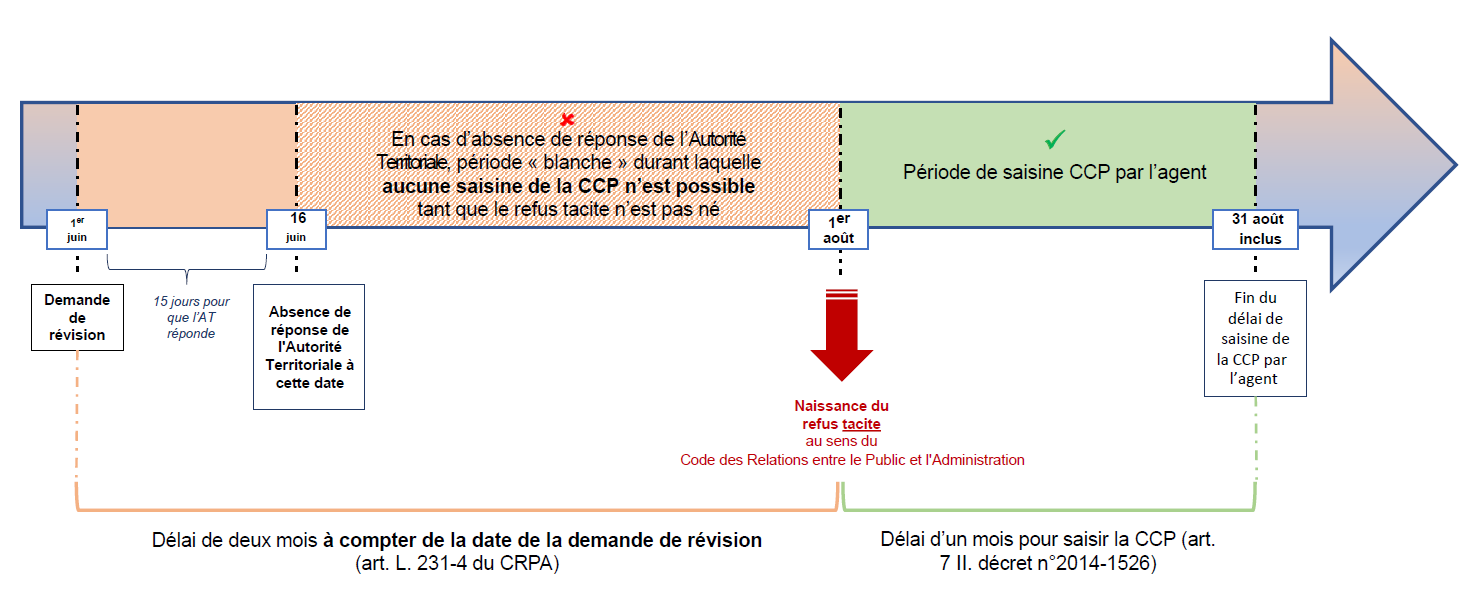 ✘
En cas d'absence de réponse de l'Autorité
Territoriale, période « blanche » durant laquelle
aucune saisine de la CCP n'est possible
tant que le refus tacite n'est pas né
✓
Période de saisine CCP par l'agent
1er
juin
16
juin
1er
août
31 août
inclus
Demande
de
révision
15 jours pour
que l'AT
réponde
Absence de
réponse de
l'Autorité
Territoriale à
cette date
Fin du
délai de
saisine de
la CCP par
l'agent
Naissance du
refus tacite
au sens du
Code des Relations entre le Public et l'Administration
Délai de deux mois à compter de la date de la demande de révision
(art. L. 231-4 du CRPA)
Délai d'un mois pour saisir la CCP (art.
7 II. décret n°2014-1526)